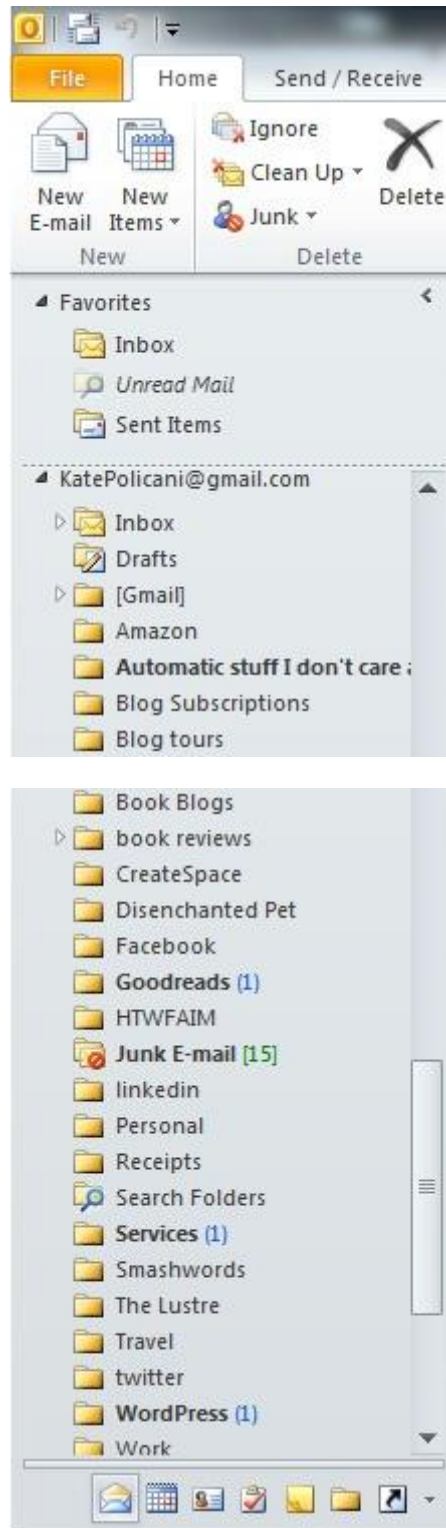 File Home Send / Receive
Ignore
Clean Up
Junk
New E-mail
New Items
Delete
New Delete
Favorites
Inbox
Unread Mail
Sent Items
KatePolicani@gmail.com
Inbox
Drafts
[Gmail]
Amazon
Automatic stuff I don't care
Blog Subscriptions
Blog tours
Book Blogs
book reviews
CreateSpace
Disenchanted Pet
Facebook
Goodreads (1)
HTWFAIM
Junk E-mail [15]
linkedin
Personal
Receipts
Search Folders
Services (1)
Smashwords
The Lustre
Travel
twitter
WordPress (1)
Work